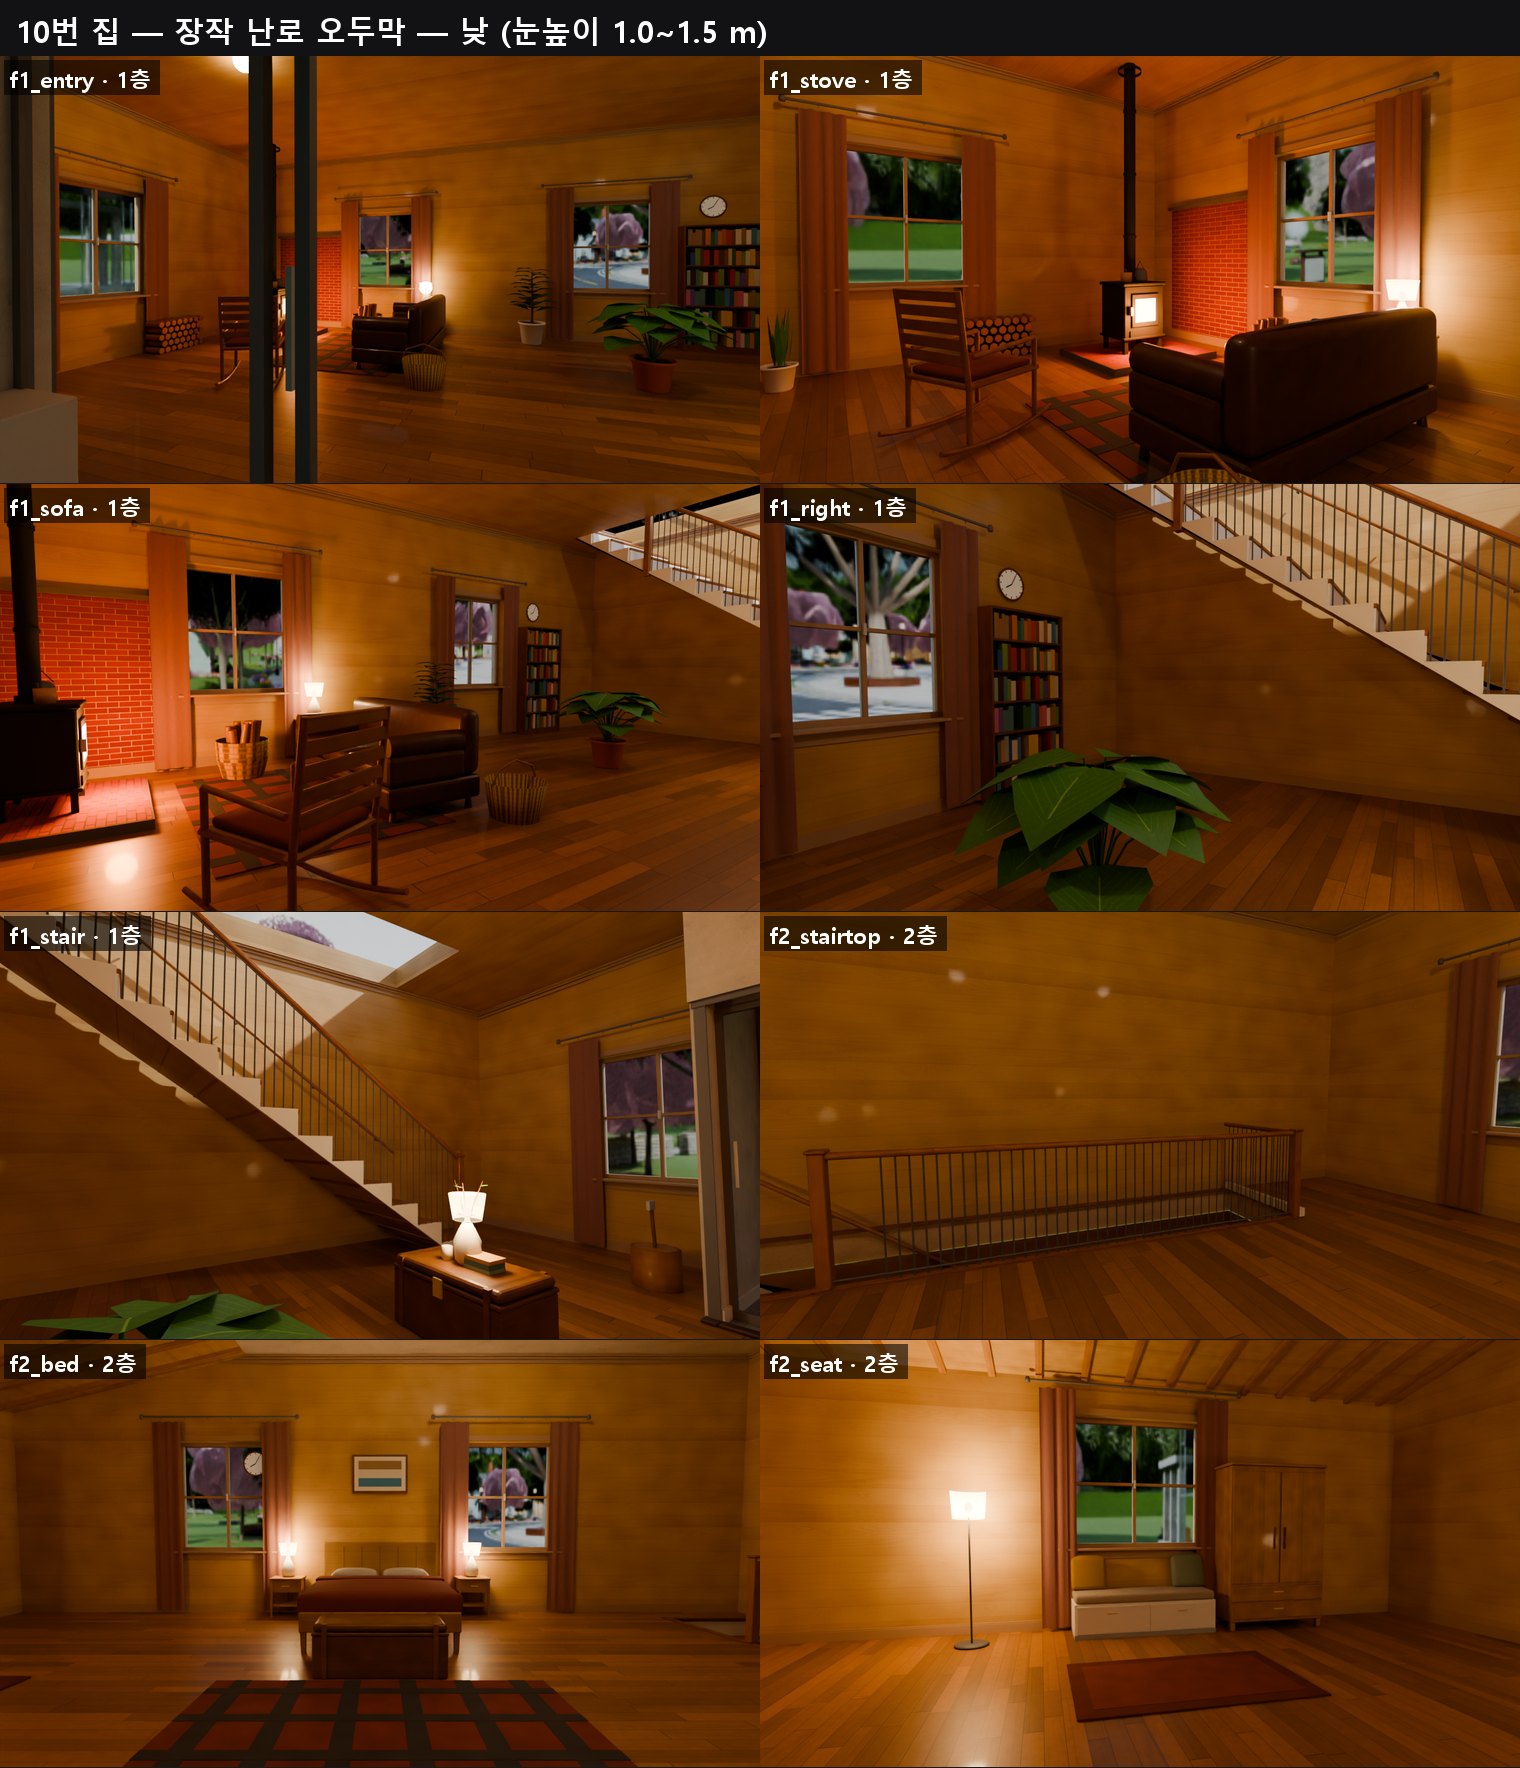 10번 집 — 장작 난로 오두막 — 낮 (눈높이 1.0~1.5 m)
f1_entry · 1층
f1_stove · 1층
f1_sofa · 1층
f1_right · 1층
f1_stair · 1층
f2_stairtop · 2층
f2_bed · 2층
f2_seat · 2층